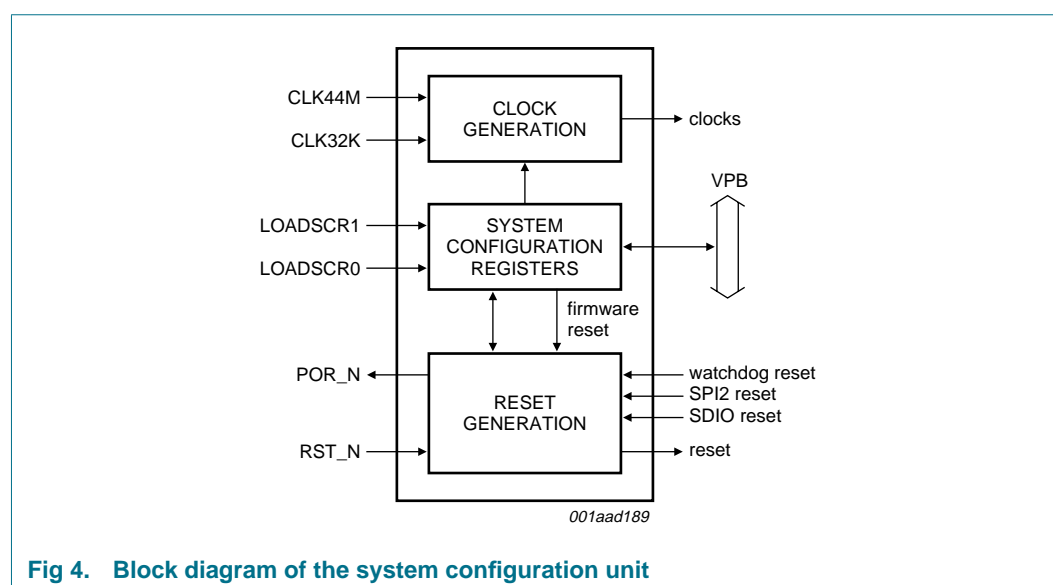 CLK44M
CLOCK
GENERATION
clocks
CLK32K
VPB
LOADSCR1
SYSTEM
CONFIGURATION
REGISTERS
LOADSCR0
firmware
reset
POR_N
RESET
GENERATION
watchdog reset
SPI2 reset
SDIO reset
RST_N
reset
001aad189
Fig 4. Block diagram of the system configuration unit